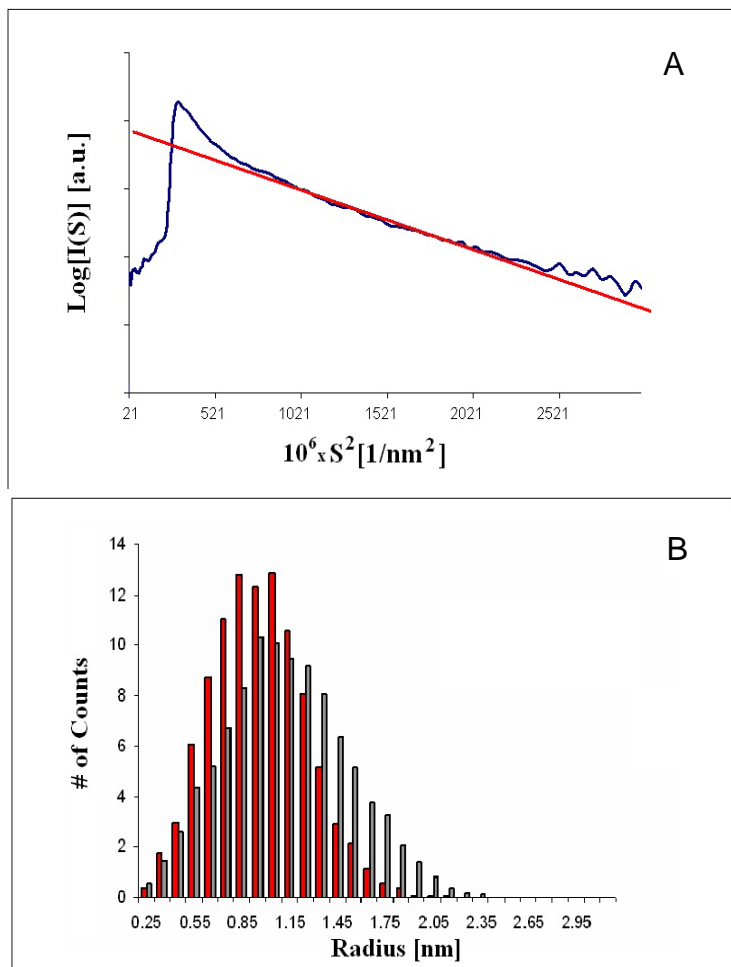 A
Log[I(S)] [a.u.]
21 521 1021 1521 2021 2521
10⁶ₓ S² [1/nm²]
B
# of Counts
14
12
10
8
6
4
2
0
0.25 0.55 0.85 1.15 1.45 1.75 2.05 2.35 2.65 2.95
Radius [nm]